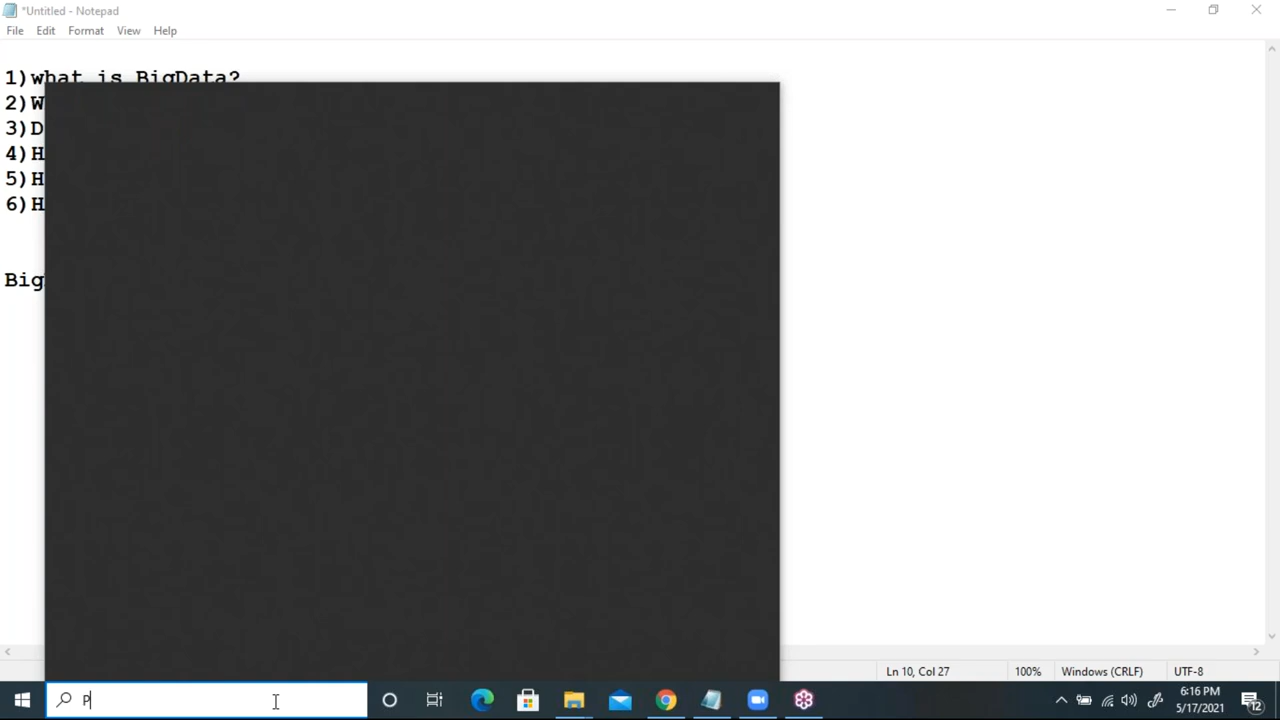 *Untitled - Notepad
File Edit Format View Help
1)what is BigData?
2)W
3)D
4)H
5)H
6)H
Big
Ln 10, Col 27 100% Windows (CRLF) UTF-8
P
6:16 PM
5/17/2021
12